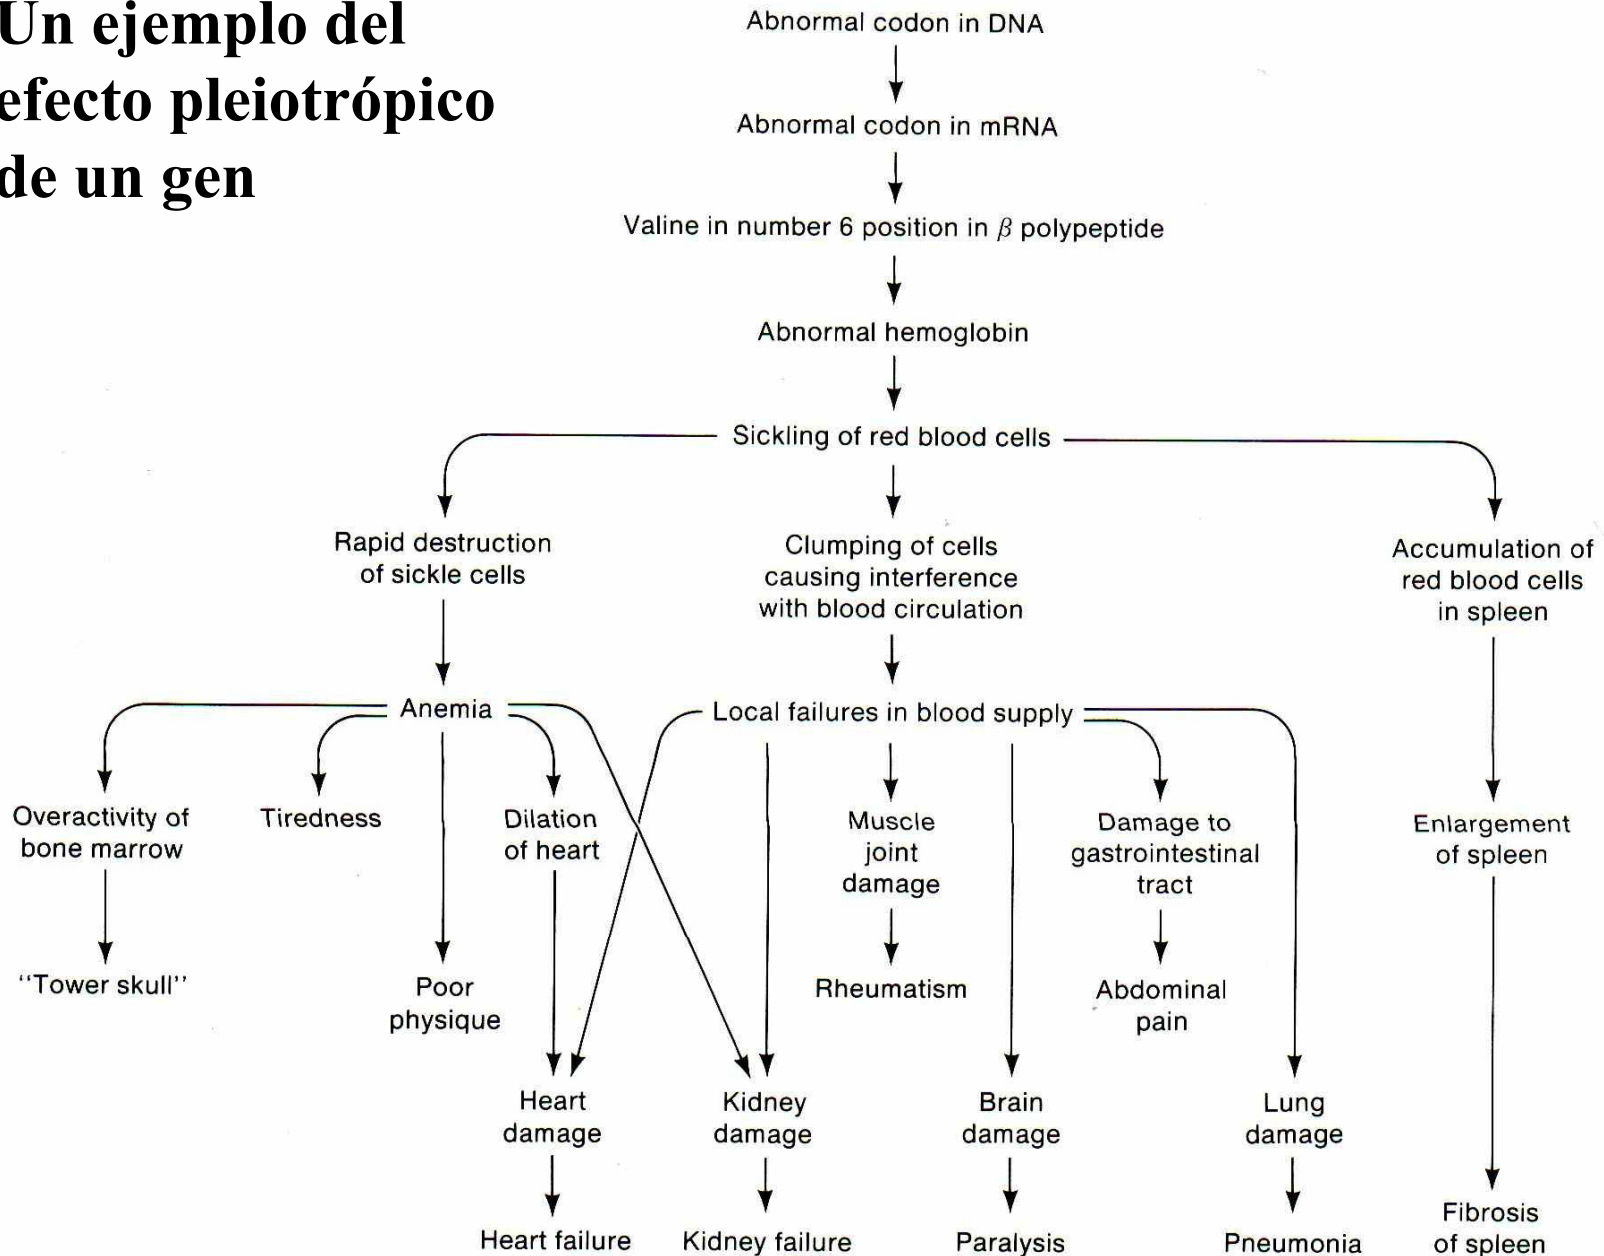 Un ejemplo del
efecto pleiotrópico
de un gen
Abnormal codon in DNA
Abnormal codon in mRNA
Valine in number 6 position in β polypeptide
Abnormal hemoglobin
Sickling of red blood cells
Rapid destruction
of sickle cells
Clumping of cells
causing interference
with blood circulation
Accumulation of
red blood cells
in spleen
Anemia
Local failures in blood supply
Overactivity of
bone marrow
Tiredness
Dilation
of heart
Muscle
joint
damage
Damage to
gastrointestinal
tract
Enlargement
of spleen
“Tower skull”
Poor
physique
Rheumatism
Abdominal
pain
Heart
damage
Kidney
damage
Brain
damage
Lung
damage
Heart failure
Kidney failure
Paralysis
Pneumonia
Fibrosis
of spleen